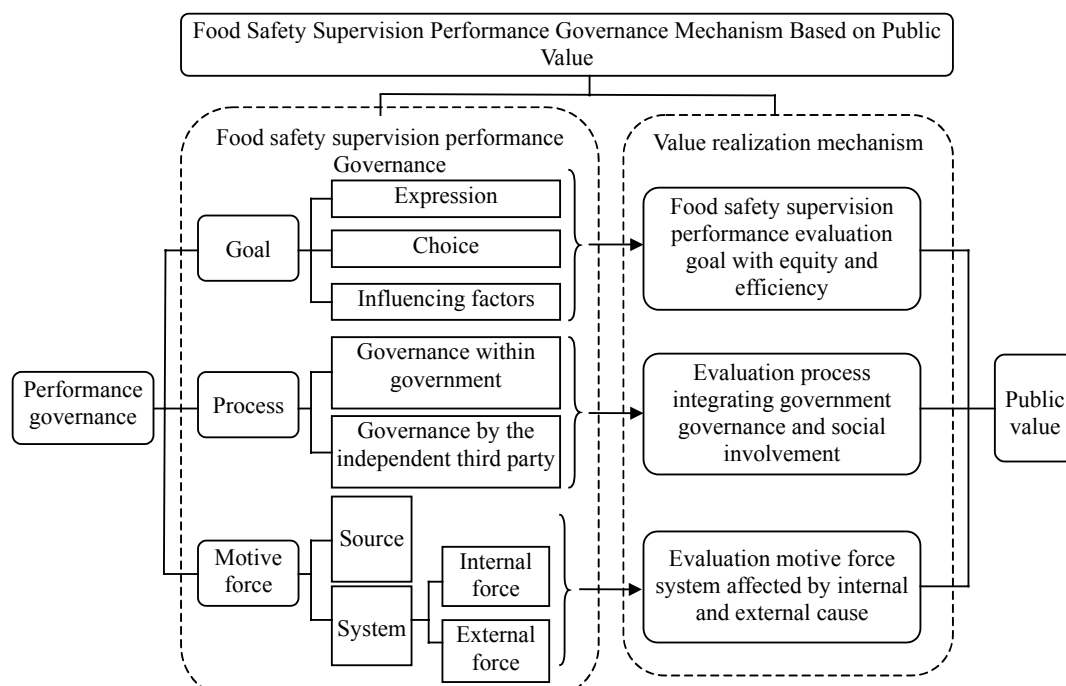 Food Safety Supervision Performance Governance Mechanism Based on Public
Value
Food safety supervision performance
Governance
Value realization mechanism
Expression
Goal
Choice
Influencing factors
Food safety supervision
performance evaluation
goal with equity and
efficiency
Performance
governance
Process
Governance within
government
Governance by the
independent third party
Evaluation process
integrating government
governance and social
involvement
Public
value
Motive
force
Source
System
Internal
force
External
force
Evaluation motive force
system affected by internal
and external cause